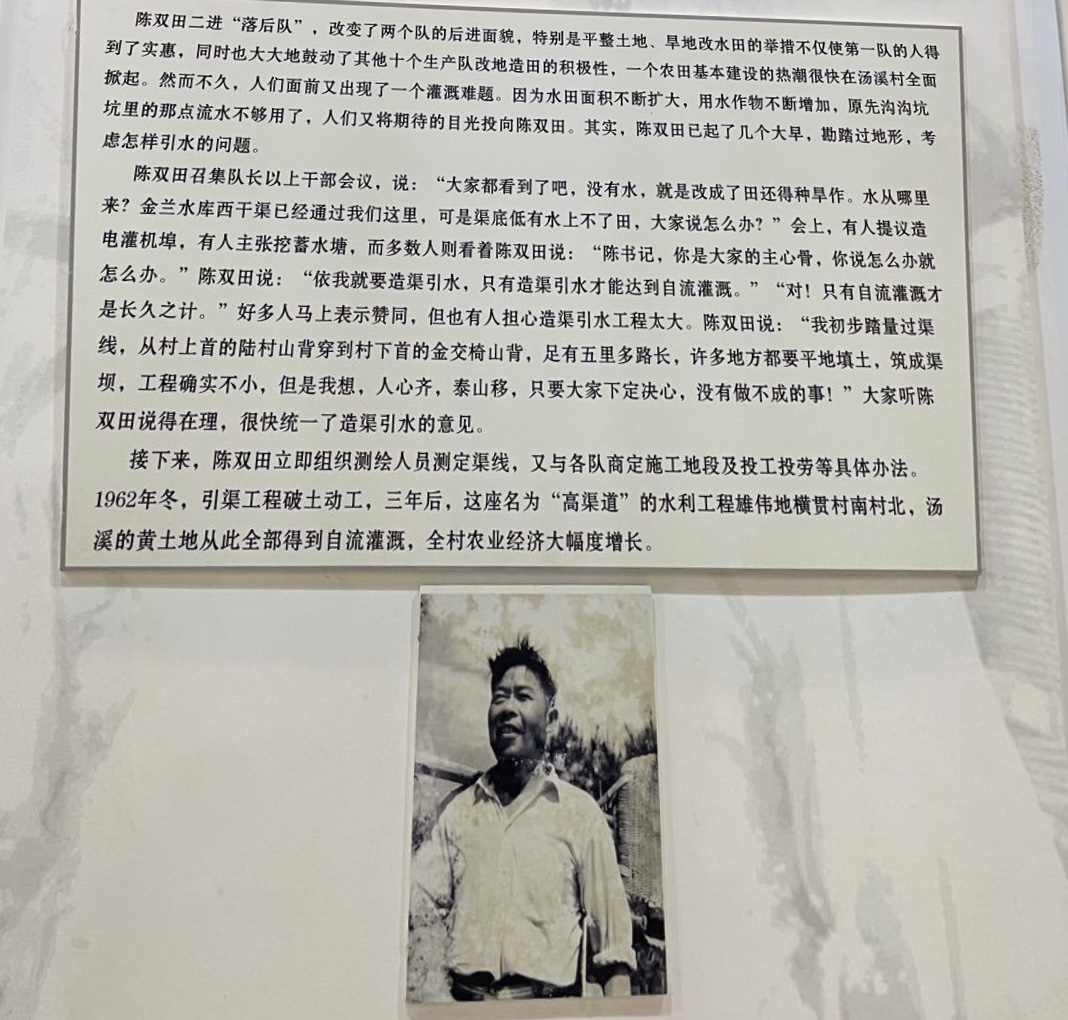 陈双田二进“落后队”，改变了两个队的后进面貌，特别是平整土地、旱地改水田的举措不仅使第一队的人得
到了实惠，同时也大大地鼓动了其他十个生产队改地造田的积极性，一个农田基本建设的热潮很快在汤溪村全面
掀起。然而不久，人们面前又出现了一个灌溉难题。因为水田面积不断扩大，用水作物不断增加，原先沟沟坑
坑里的那点流水不够用了，人们又将期待的目光投向陈双田。其实，陈双田已起了几个大早，勘踏过地形，考
虑怎样引水的问题。
陈双田召集队长以上干部会议，说：“大家都看到了吧，没有水，就是改成了田还得种旱作。水从哪里
来？金兰水库西干渠已经通过我们这里，可是渠底低有水上不了田，大家说怎么办？”会上，有人提议造
电灌机埠，有人主张挖蓄水塘，而多数人则看着陈双田说：“陈书记，你是大家的主心骨，你说怎么办就
怎么办。”陈双田说：“依我就要造渠引水，只有造渠引水才能达到自流灌溉。”“对！只有自流灌溉才
是长久之计。”好多人马上表示赞同，但也有人担心造渠引水工程太大。陈双田说：“我初步踏量过渠
线，从村上首的陆村山背穿到村下首的金交椅山背，足有五里多路长，许多地方都要平地填土，筑成渠
坝，工程确实不小，但是我想，人心齐，泰山移，只要大家下定决心，没有做不成的事！”大家听陈
双田说得在理，很快统一了造渠引水的意见。
接下来，陈双田立即组织测绘人员测定渠线，又与各队商定施工地段及投工投劳等具体办法。
1962年冬，引渠工程破土动工，三年后，这座名为“高渠道”的水利工程雄伟地横贯村南村北，汤
溪的黄土地从此全部得到自流灌溉，全村农业经济大幅度增长。